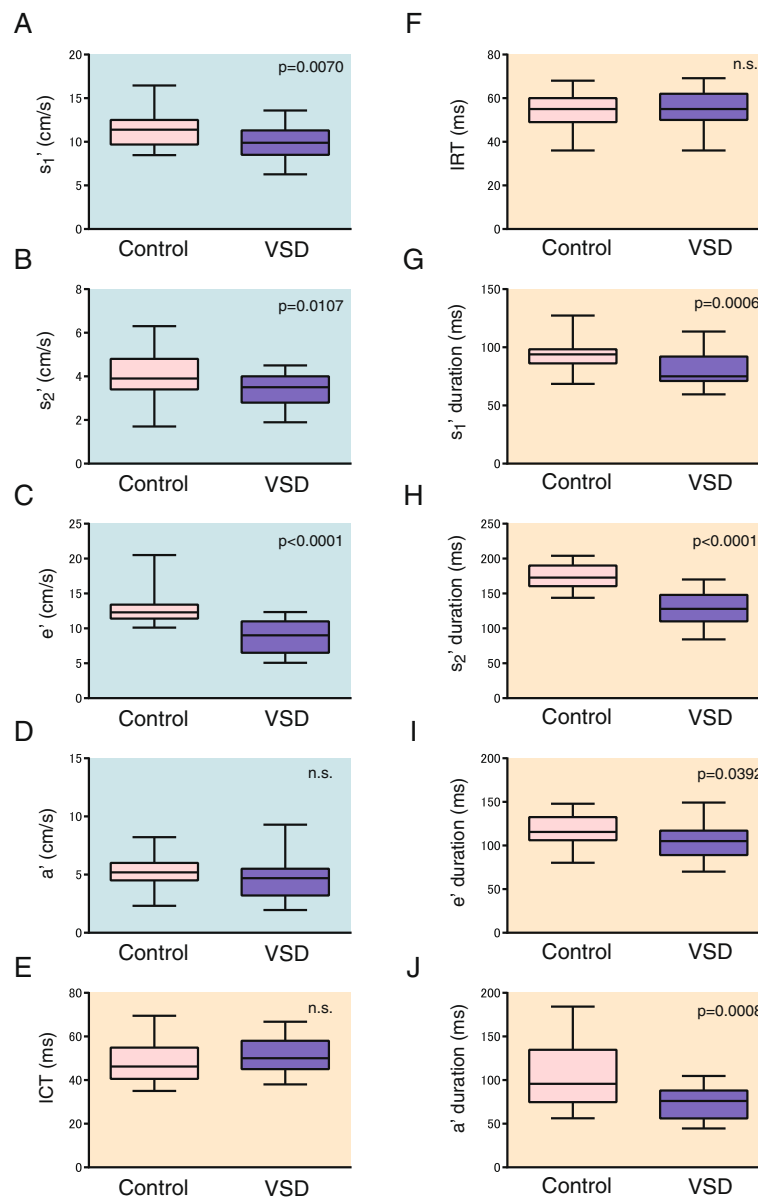 A
s1' (cm/s)
20
15
10
5
0
p=0.0070
Control VSD
B
s2' (cm/s)
8
6
4
2
0
p=0.0107
Control VSD
C
e' (cm/s)
25
20
15
10
5
0
p<0.0001
Control VSD
D
a' (cm/s)
15
10
5
0
n.s.
Control VSD
E
ICT (ms)
80
60
40
20
0
n.s.
Control VSD
F
IRT (ms)
80
60
40
20
0
n.s.
Control VSD
G
s1' duration (ms)
150
100
50
0
p=0.0006
Control VSD
H
s2' duration (ms)
250
200
150
100
50
0
p<0.0001
Control VSD
I
e' duration (ms)
200
150
100
50
0
p=0.0392
Control VSD
J
a' duration (ms)
200
150
100
50
0
p=0.0008
Control VSD